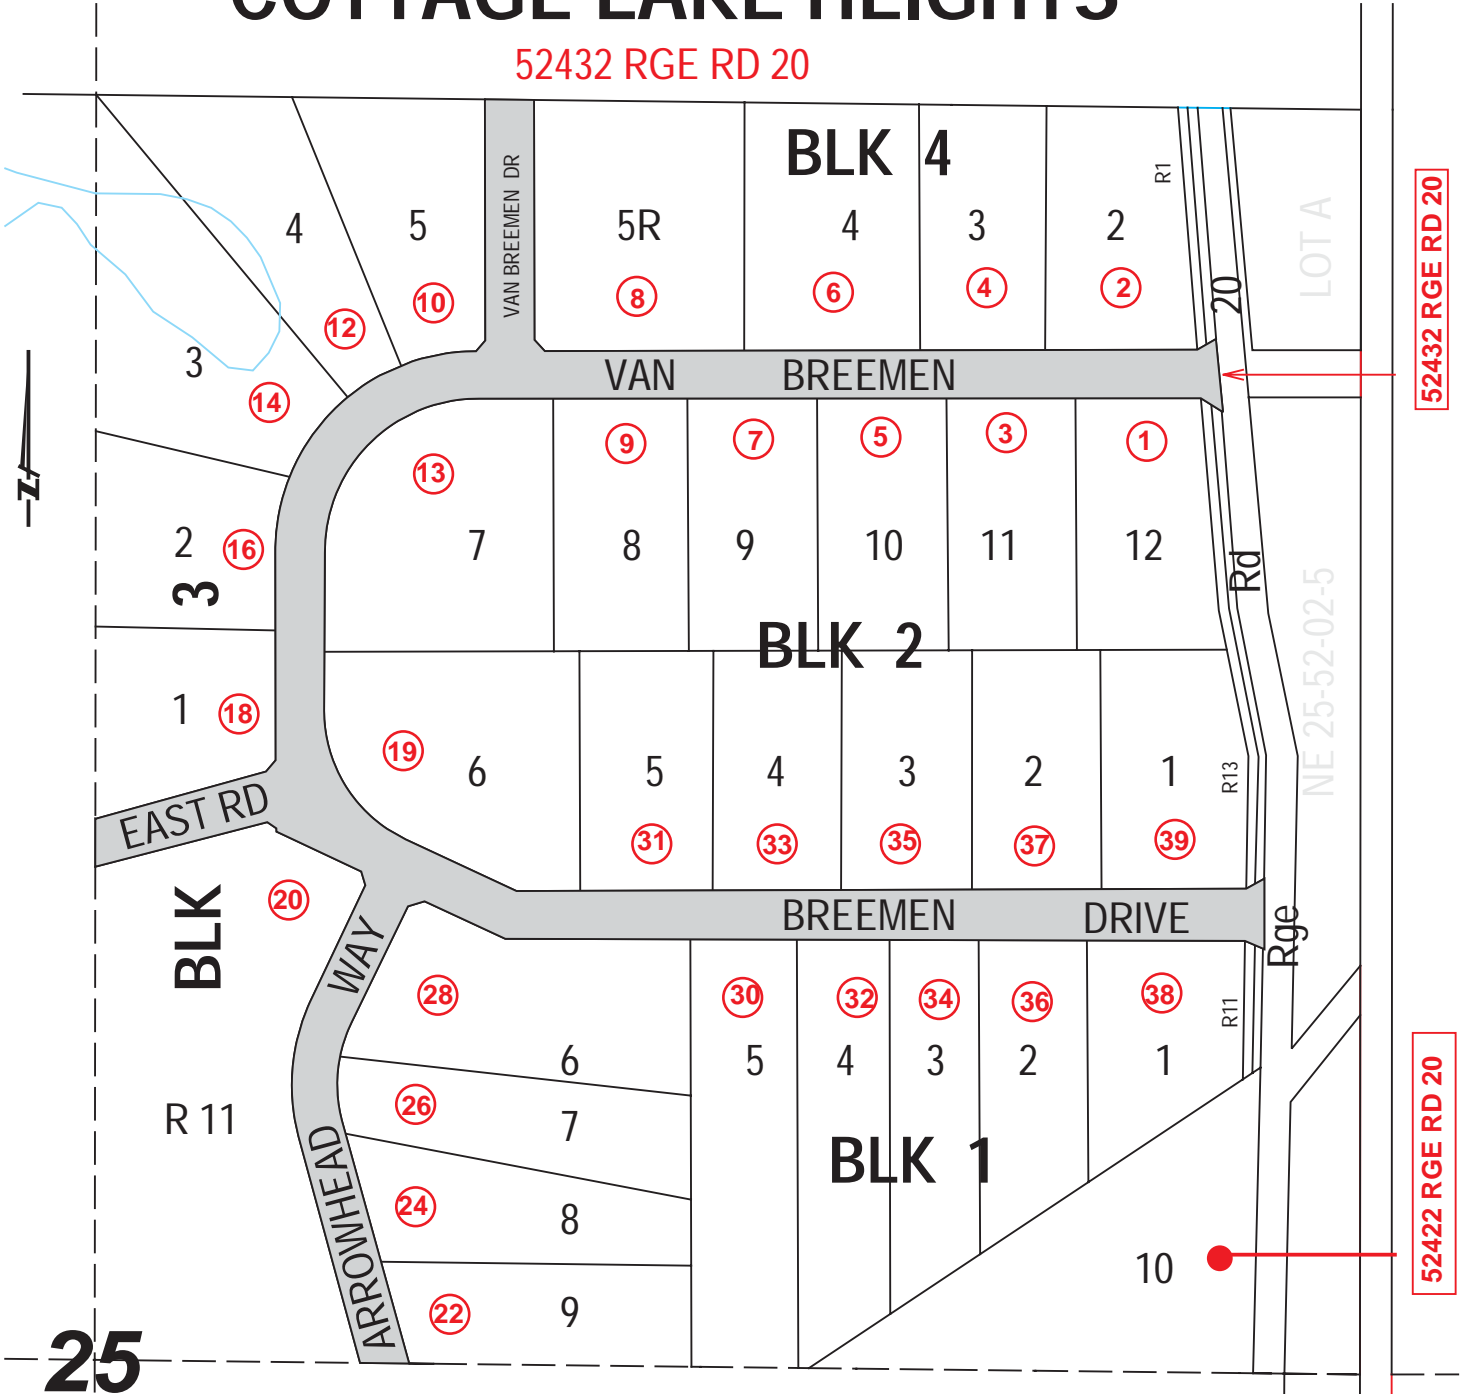 COTTAGE LAKE HEIGHTS
52432 RGE RD 20
BLK 4
R1
VAN BREEMEN DR
LOT A
52432 RGE RD 20
4
5
5R
4
3
2
10
8
6
4
2
20
12
3
14
VAN BREEMEN
N
13
9
7
5
3
1
2
16
7
8
9
10
11
12
Rd
3
NE 25-52-02-5
BLK 2
1
18
19
6
5
4
3
2
1
R13
EAST RD
31
33
35
37
39
BLK
20
BREEMEN DRIVE
Rge
WAY
28
30
32
34
36
38
R11
6
5
4
3
2
1
26
7
R 11
BLK 1
52422 RGE RD 20
ARROWHEAD
24
8
10
22
9
25